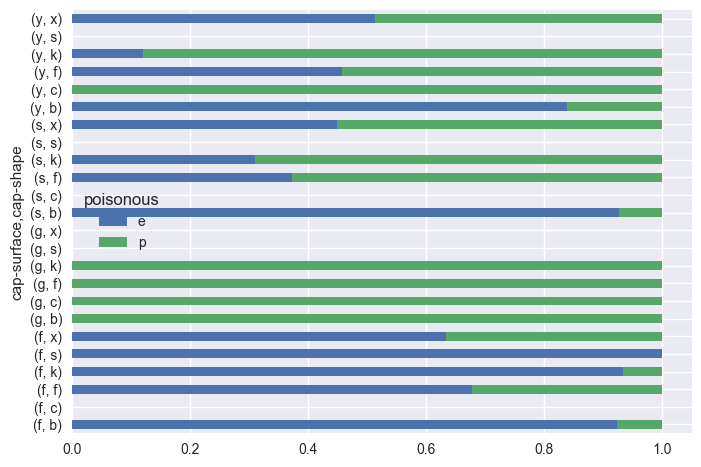 cap-surface,cap-shape
(y, x)
(y, s)
(y, k)
(y, f)
(y, c)
(y, b)
(s, x)
(s, s)
(s, k)
(s, f)
(s, c)
(s, b)
(g, x)
(g, s)
(g, k)
(g, f)
(g, c)
(g, b)
(f, x)
(f, s)
(f, k)
(f, f)
(f, c)
(f, b)
poisonous
e
p
0.0 0.2 0.4 0.6 0.8 1.0